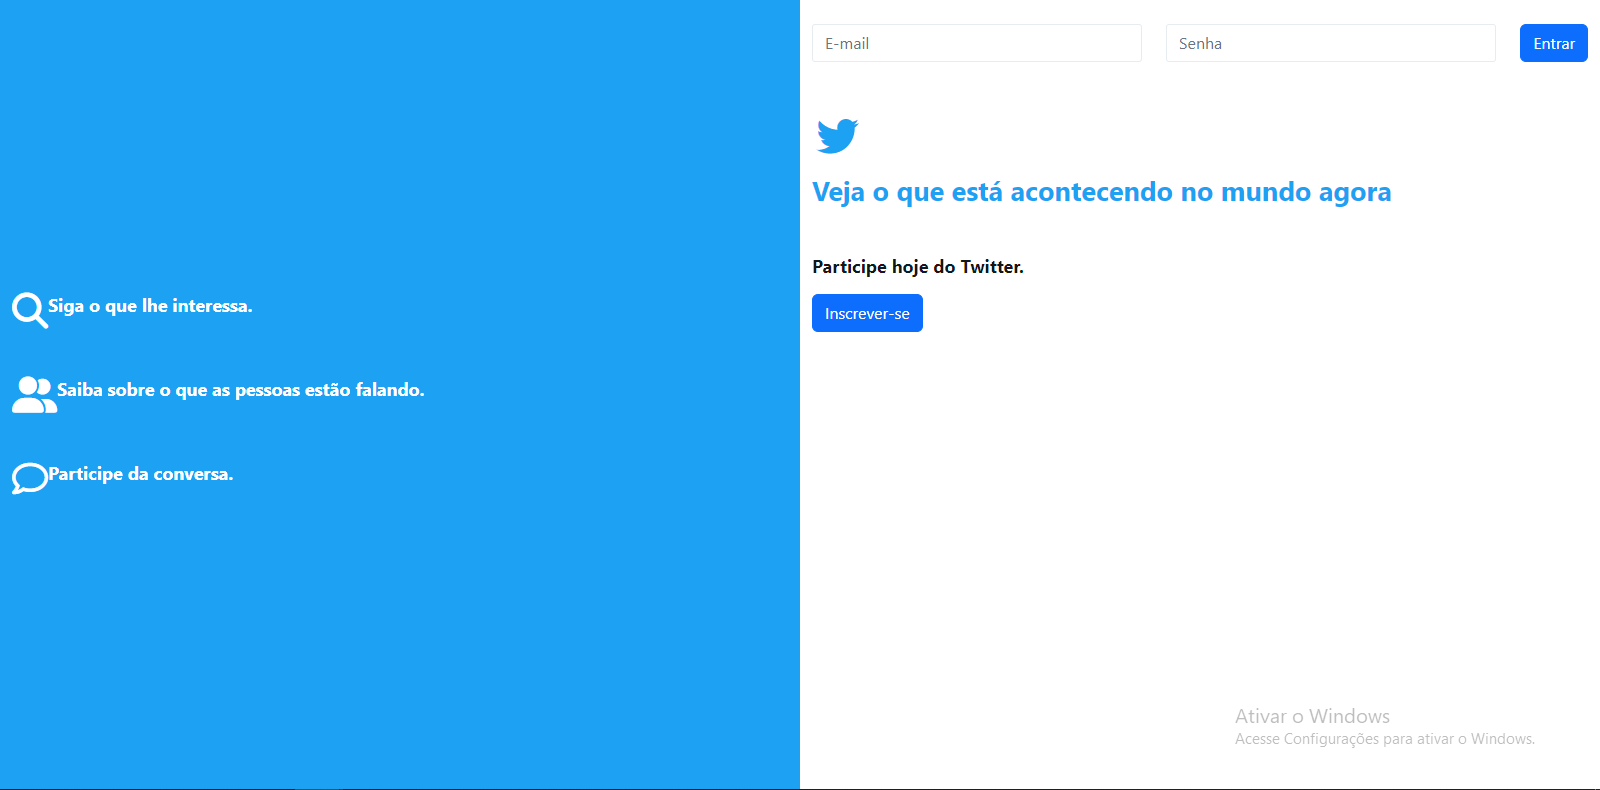 Siga o que lhe interessa.
Saiba sobre o que as pessoas estão falando.
Participe da conversa.
E-mail
Senha
Entrar
Veja o que está acontecendo no mundo agora
Participe hoje do Twitter.
Inscrever-se
Ativar o Windows
Acesse Configurações para ativar o Windows.